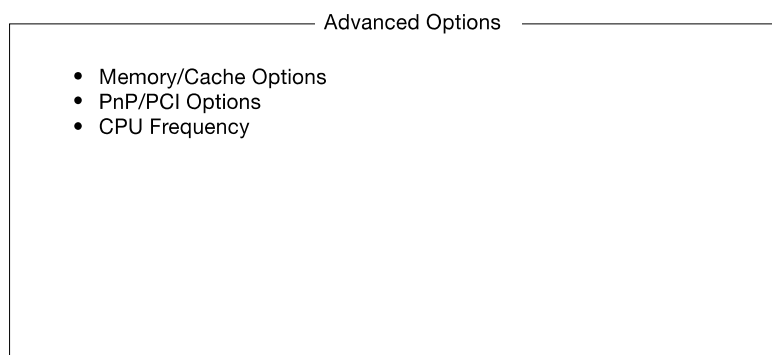 Advanced Options
• Memory/Cache Options
• PnP/PCI Options
• CPU Frequency